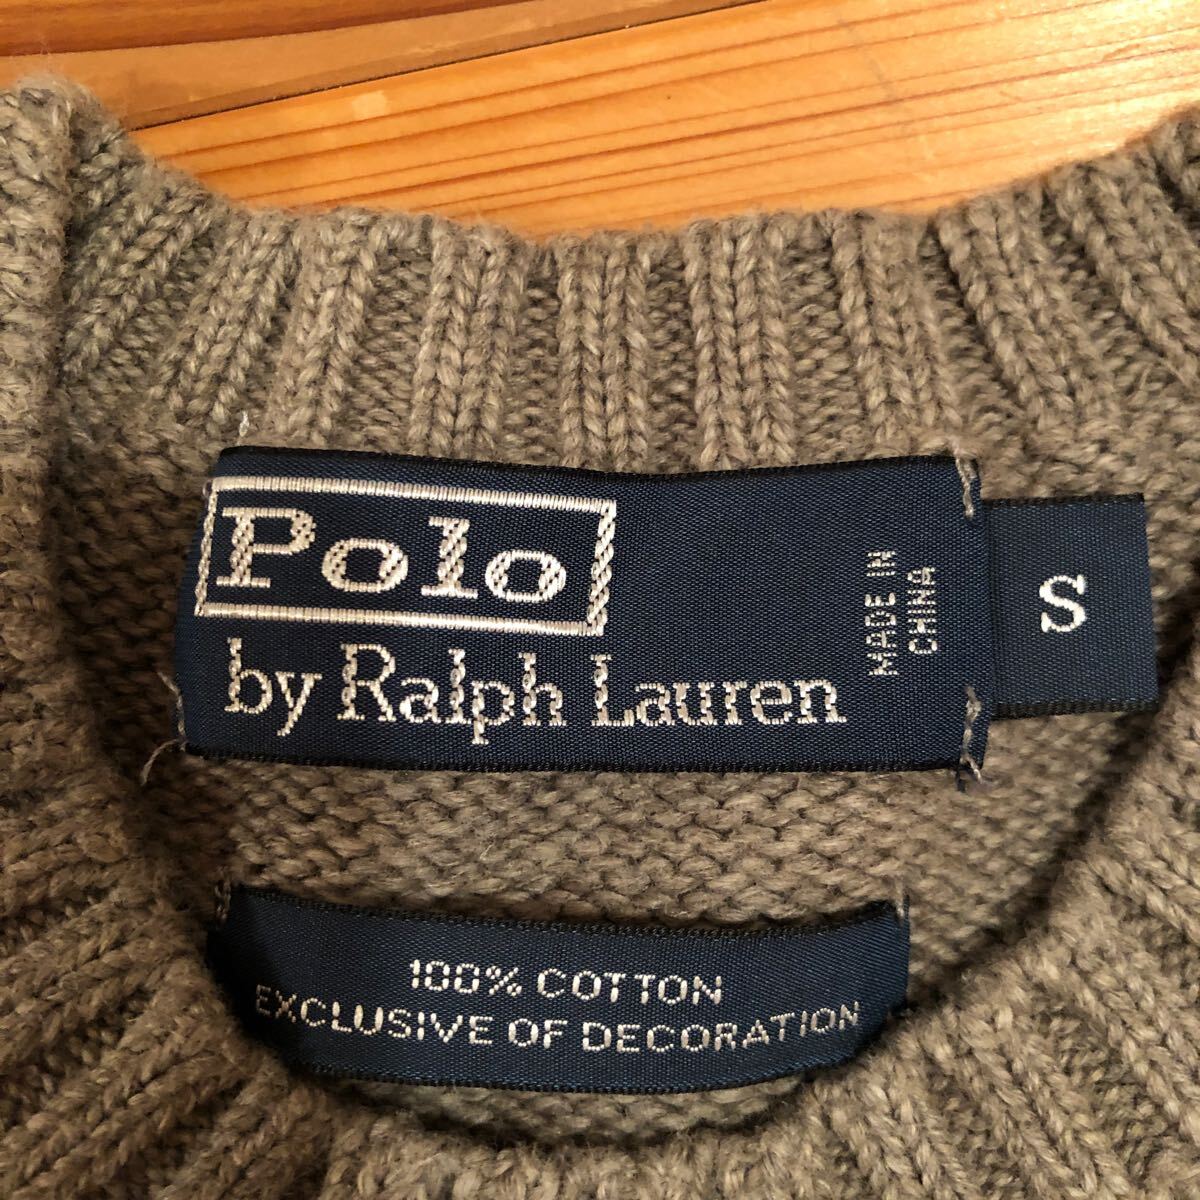 Polo
by Ralph Lauren
MADE IN
CHINA
S
100% COTTON
EXCLUSIVE OF DECORATION